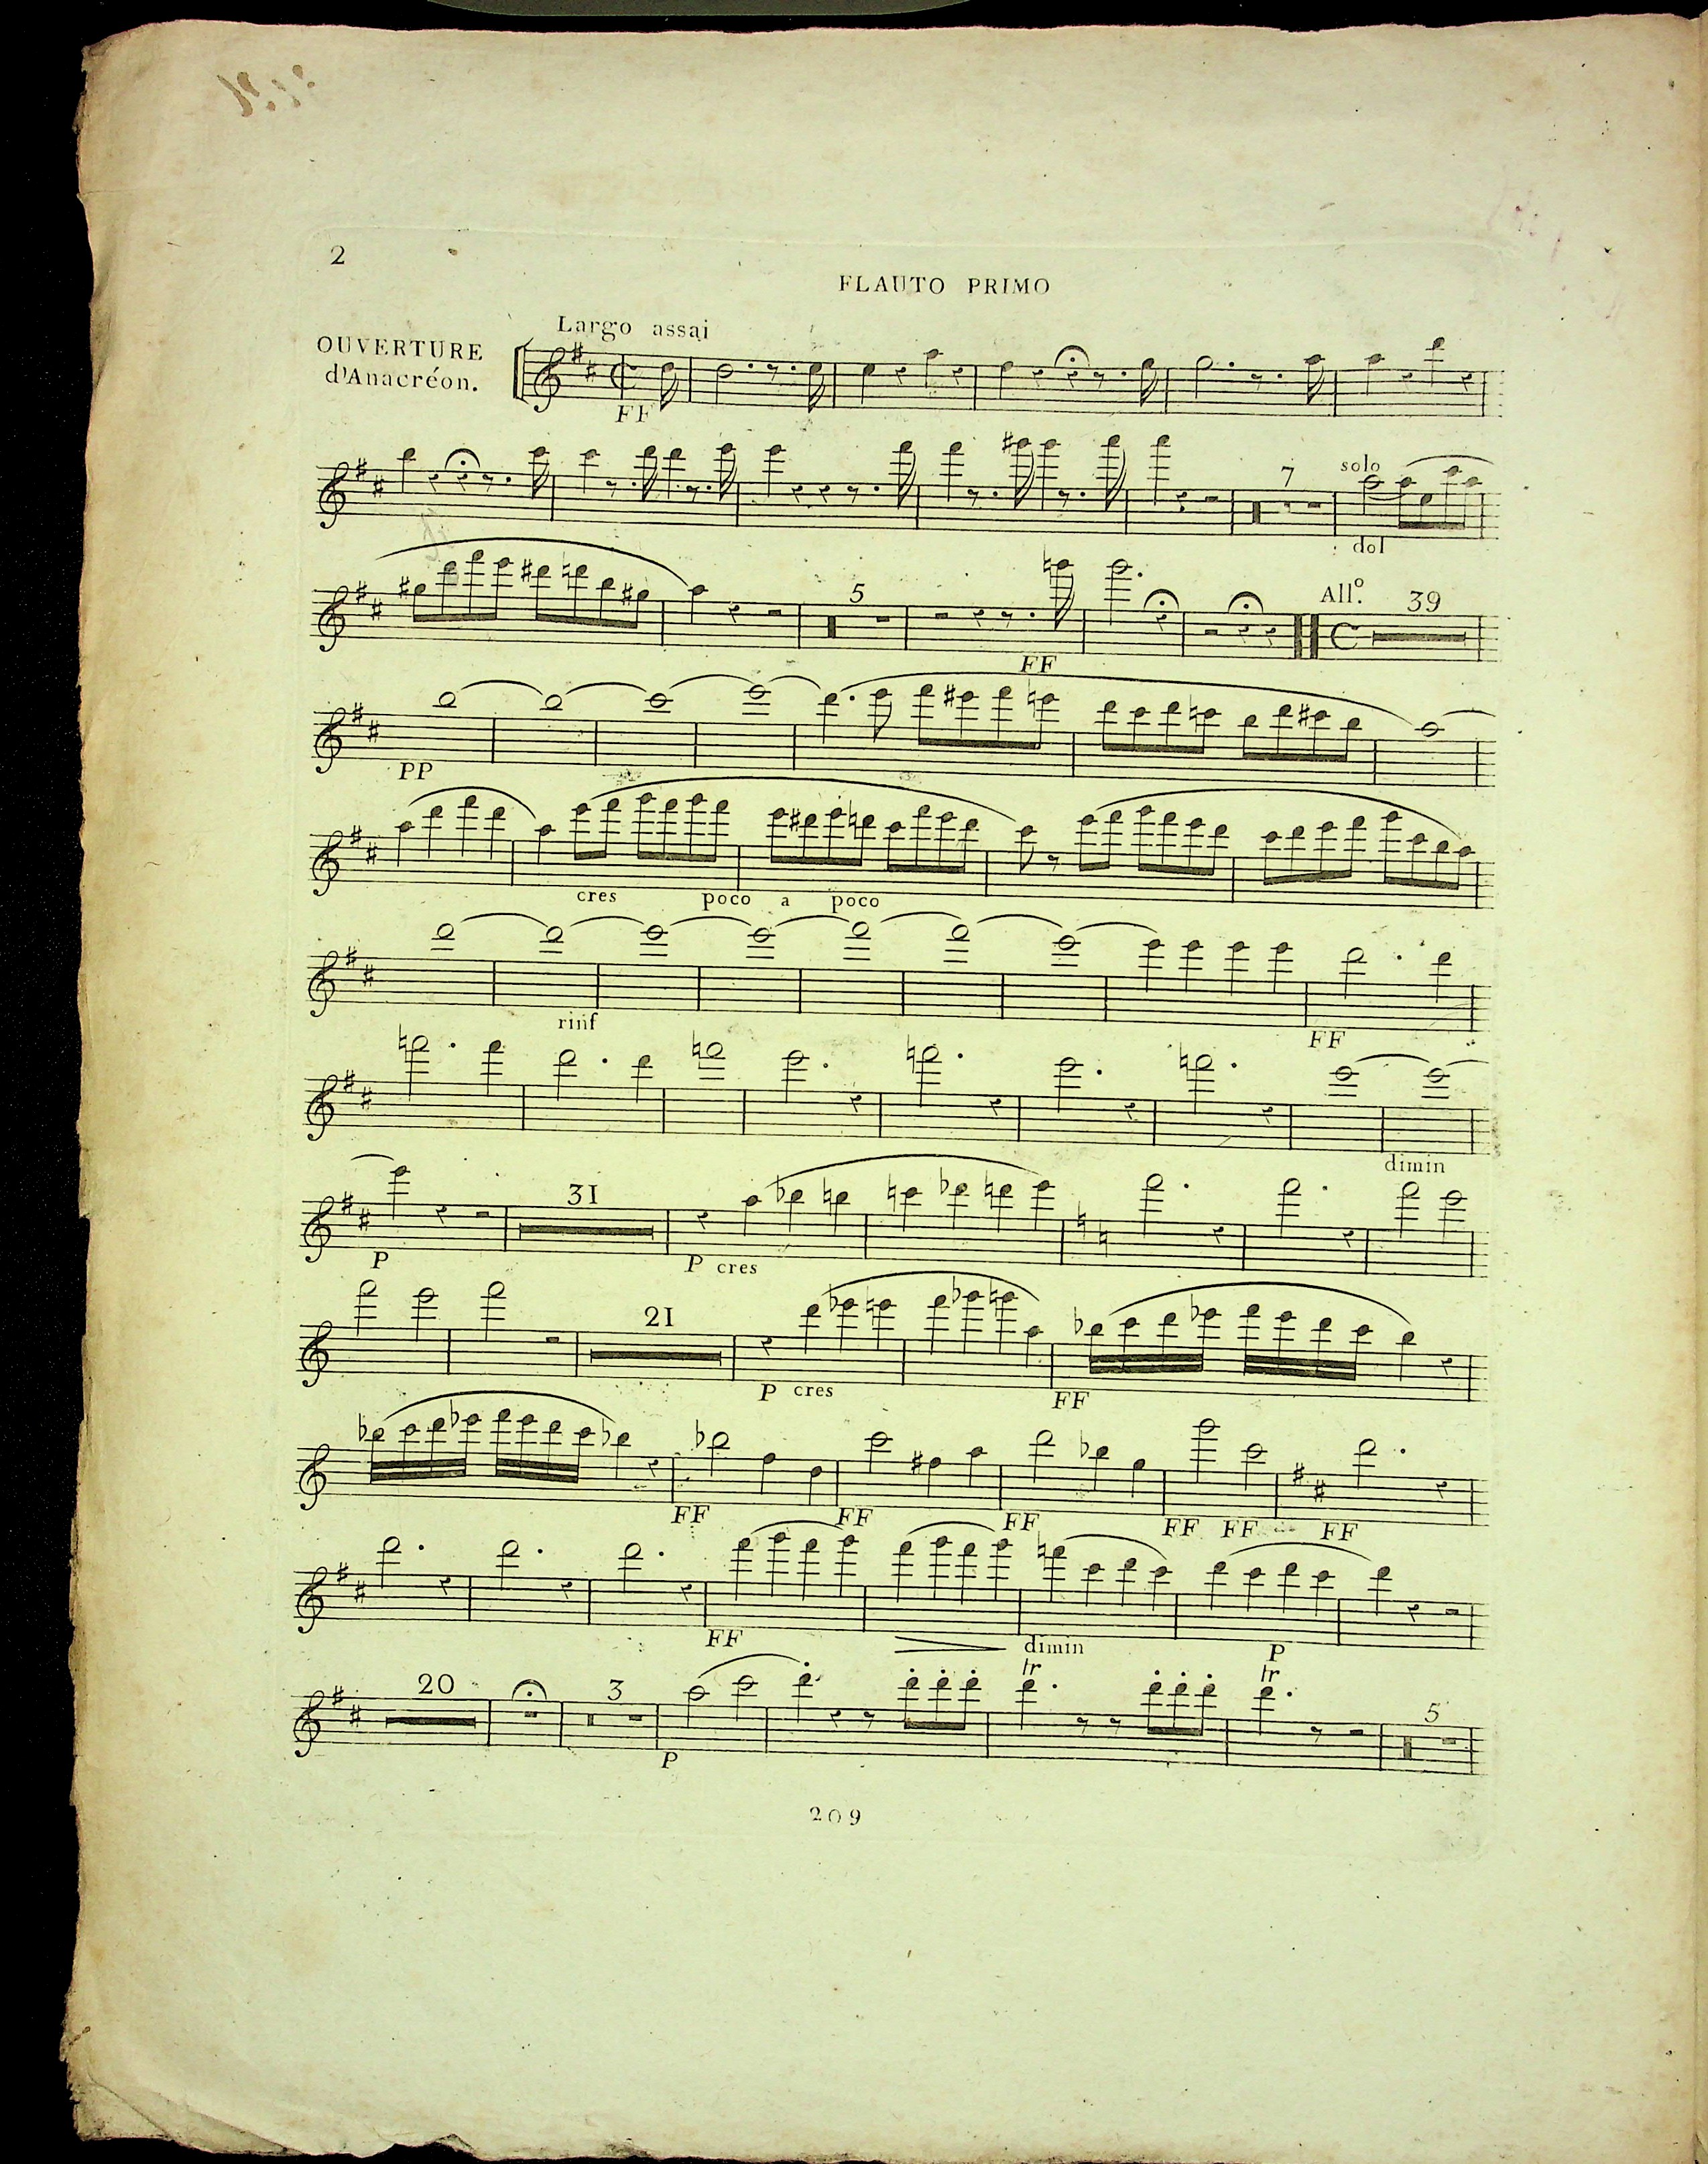 2
FLAUTO PRIMO
OUVERTURE
d'Anacréon.
Largo assai
FF
7
solo
dol
5
FF
All.º
39
PP
cres poco a poco
rinf
FF
dimin
P
31
P cres
21
P cres
FF
FF FF FF FF FF FF
FF
dimin
P
tr
tr
20
3
P
5
209